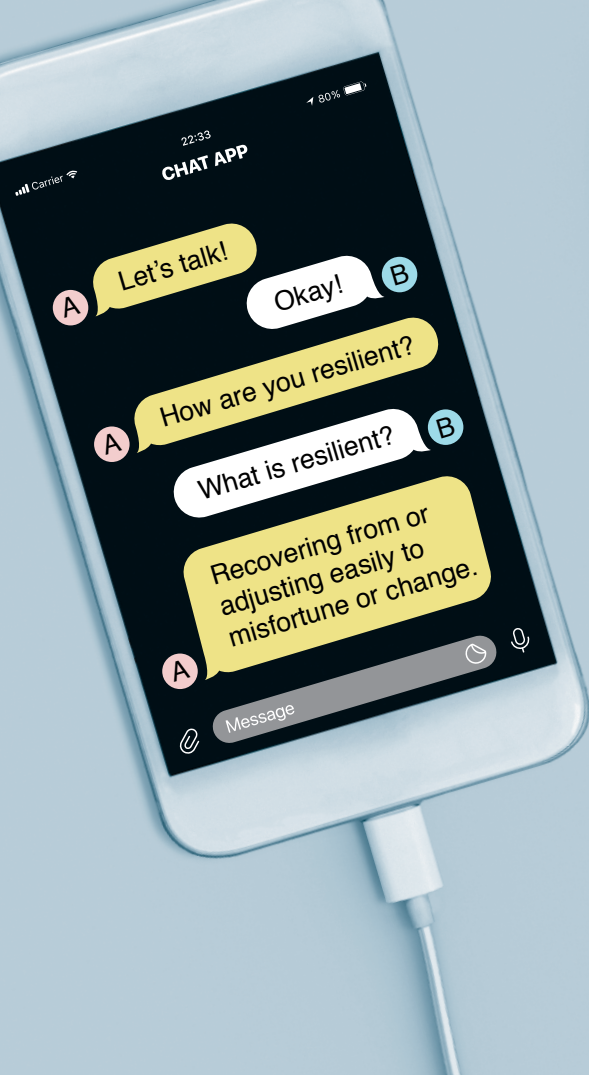 Carrier
22:33
80%
CHAT APP
Let’s talk!
A
Okay!
B
How are you resilient?
A
What is resilient?
B
Recovering from or
adjusting easily to
misfortune or change.
A
Message